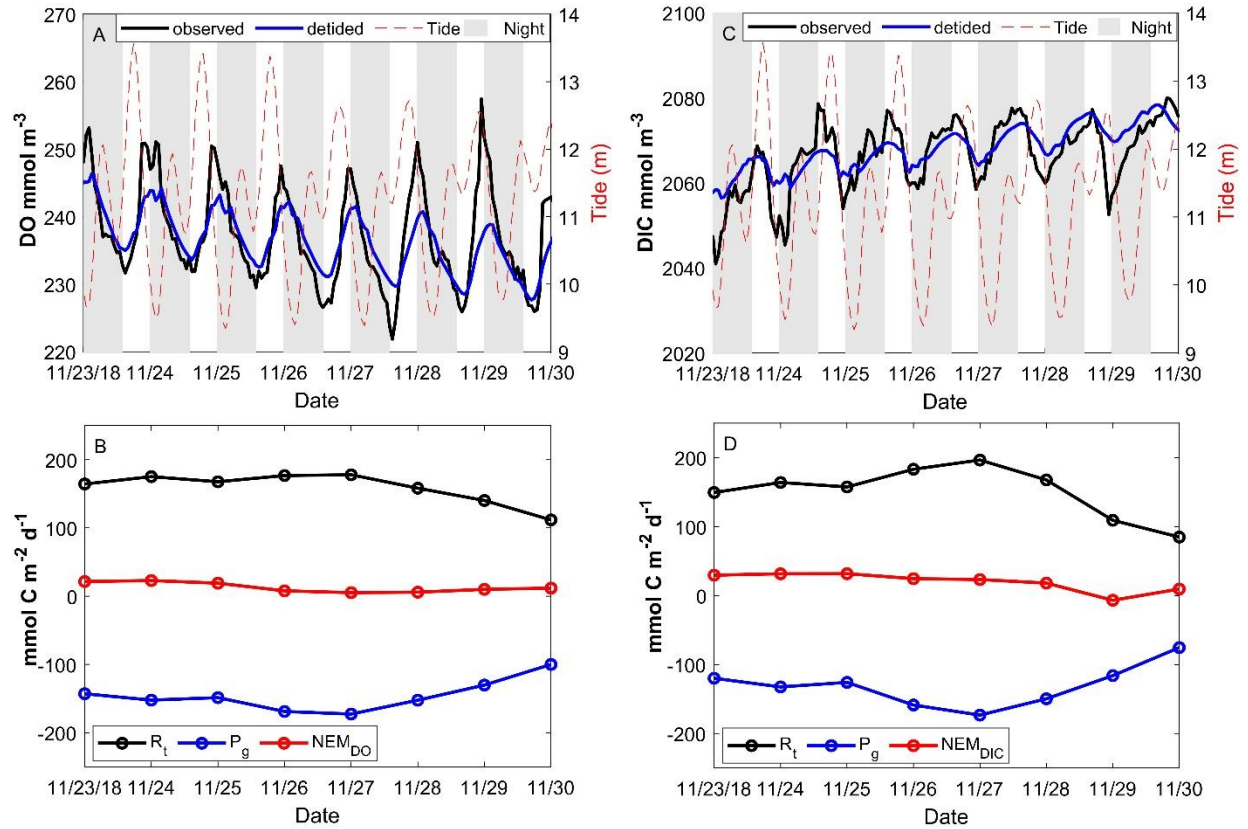 A
observed detided Tide Night
270
260
250
240
230
220
DO mmol m⁻³
14
13
12
11
10
9
Tide (m)
11/23/18 11/24 11/25 11/26 11/27 11/28 11/29 11/30
Date
C
observed detided Tide Night
2100
2080
2060
2040
2020
DIC mmol m⁻³
14
13
12
11
10
9
Tide (m)
11/23/18 11/24 11/25 11/26 11/27 11/28 11/29 11/30
Date
B
200
100
0
-100
-200
mmol C m⁻² d⁻¹
Rₜ P_g NEM_DO
11/23/18 11/24 11/25 11/26 11/27 11/28 11/29 11/30
Date
D
200
100
0
-100
-200
mmol C m⁻² d⁻¹
Rₜ P_g NEM_DIC
11/23/18 11/24 11/25 11/26 11/27 11/28 11/29 11/30
Date